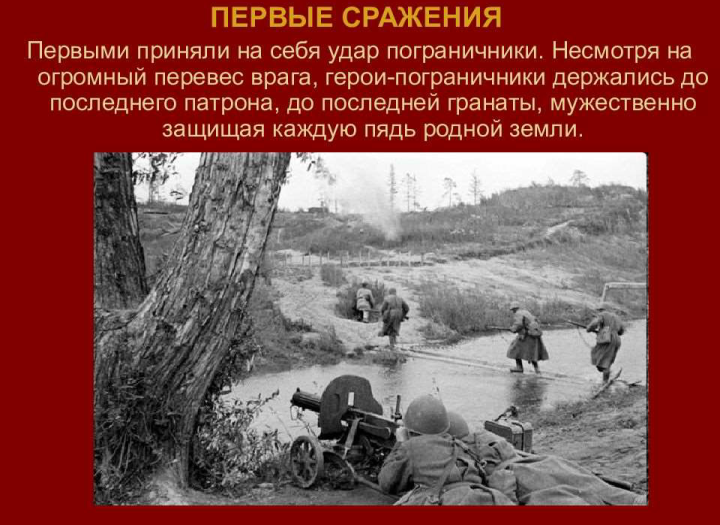 ПЕРВЫЕ СРАЖЕНИЯ
Первыми приняли на себя удар пограничники. Несмотря на
огромный перевес врага, герои-пограничники держались до
последнего патрона, до последней гранаты, мужественно
защищая каждую пядь родной земли.